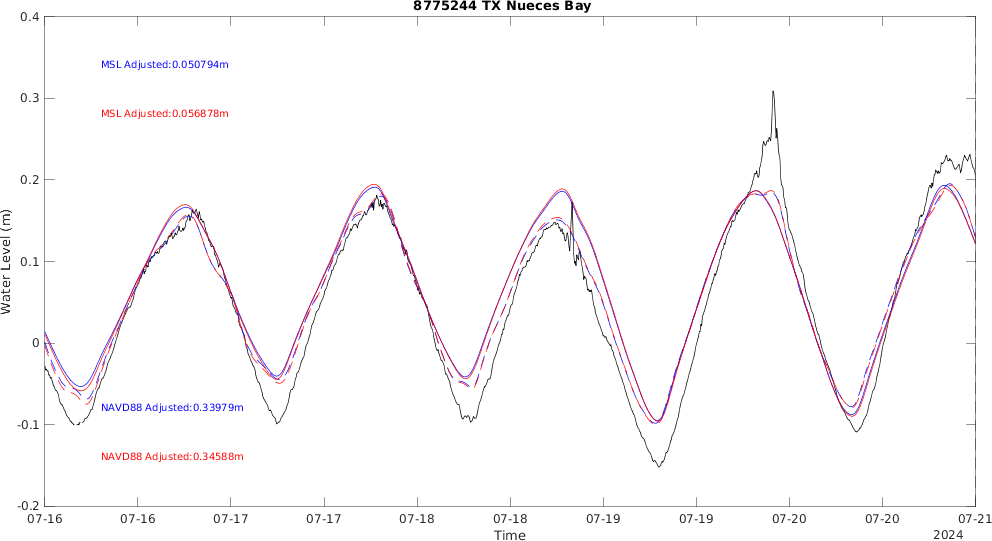 8775244 TX Nueces Bay
0.4
MSL Adjusted:0.050794m
0.3
MSL Adjusted:0.056878m
0.2
Water Level (m)
0.1
0
NAVD88 Adjusted:0.33979m
-0.1
NAVD88 Adjusted:0.34588m
-0.2
07-16 07-16 07-17 07-17 07-18 07-18 07-19 07-19 07-20 07-20 07-21
Time
2024